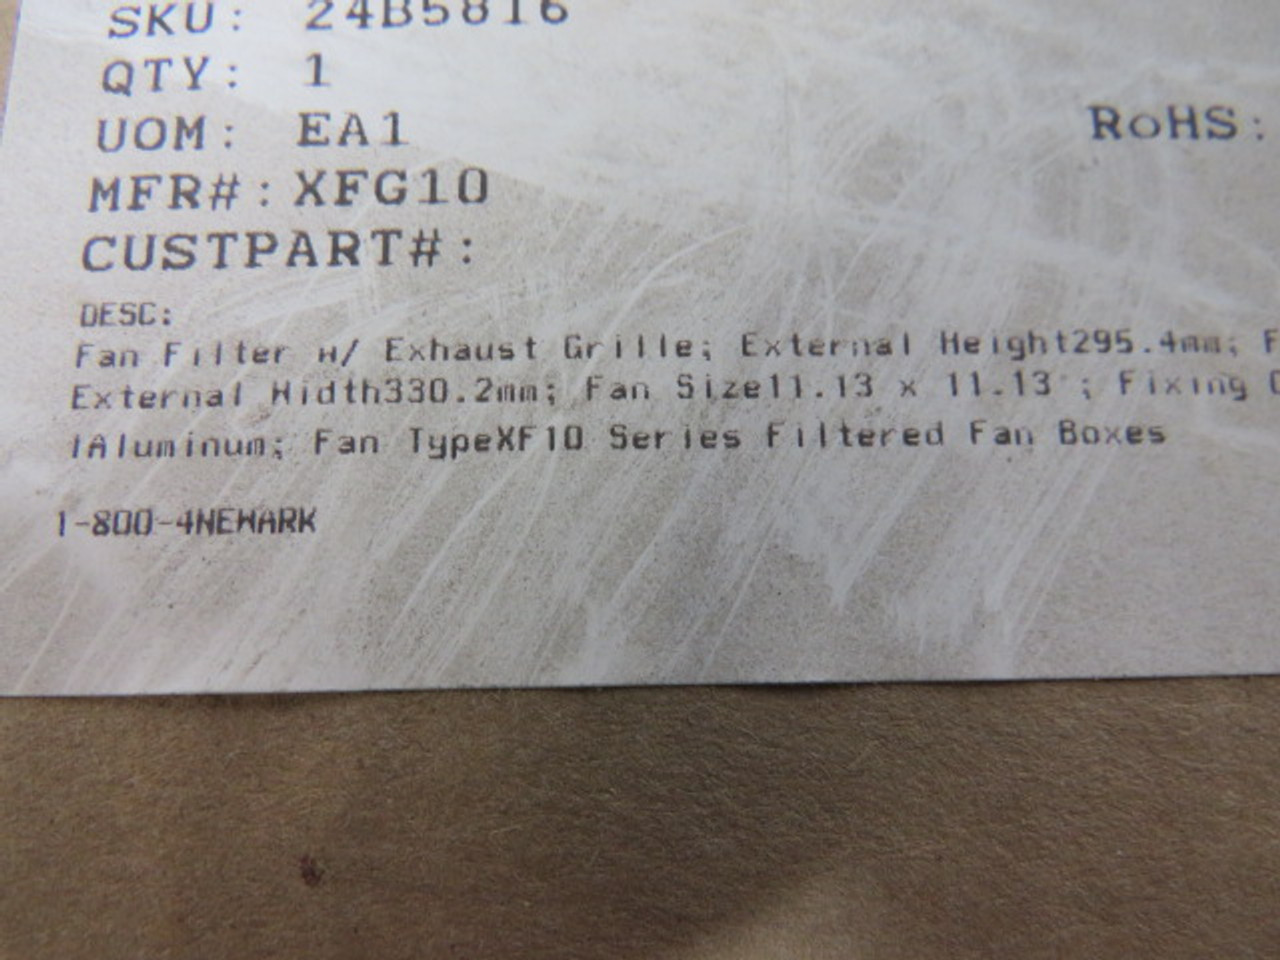 SKU: 24B5816
QTY: 1
UOM: EA1
RoHS:
MFR#: XFG10
CUSTPART#:
DESC:
Fan Filter w/ Exhaust Grille; External Height295.4mm; F
External Width330.2mm; Fan Size11.13 x 11.13 ; Fixing
lAluminum; Fan TypeXF10 Series Filtered Fan Boxes
1-800-4NEWARK